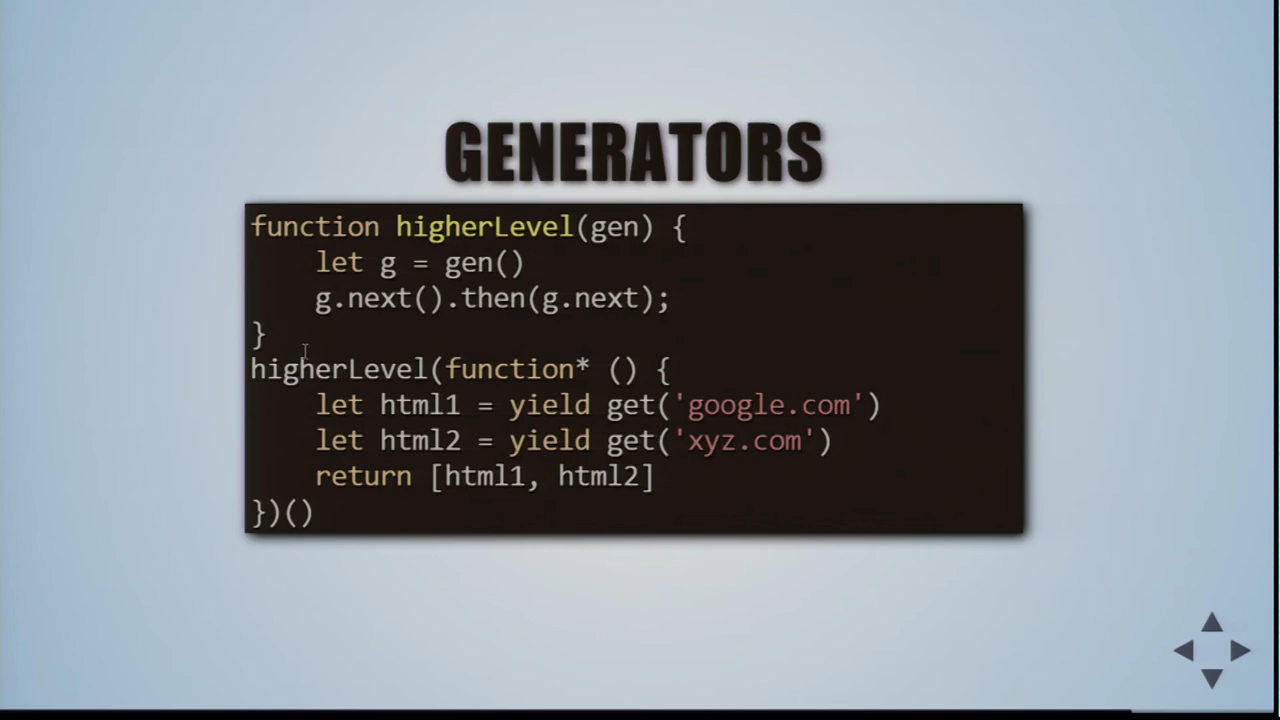 GENERATORS
function higherLevel(gen) {
    let g = gen()
    g.next().then(g.next);
}
higherLevel(function* () {
    let html1 = yield get('google.com')
    let html2 = yield get('xyz.com')
    return [html1, html2]
})()